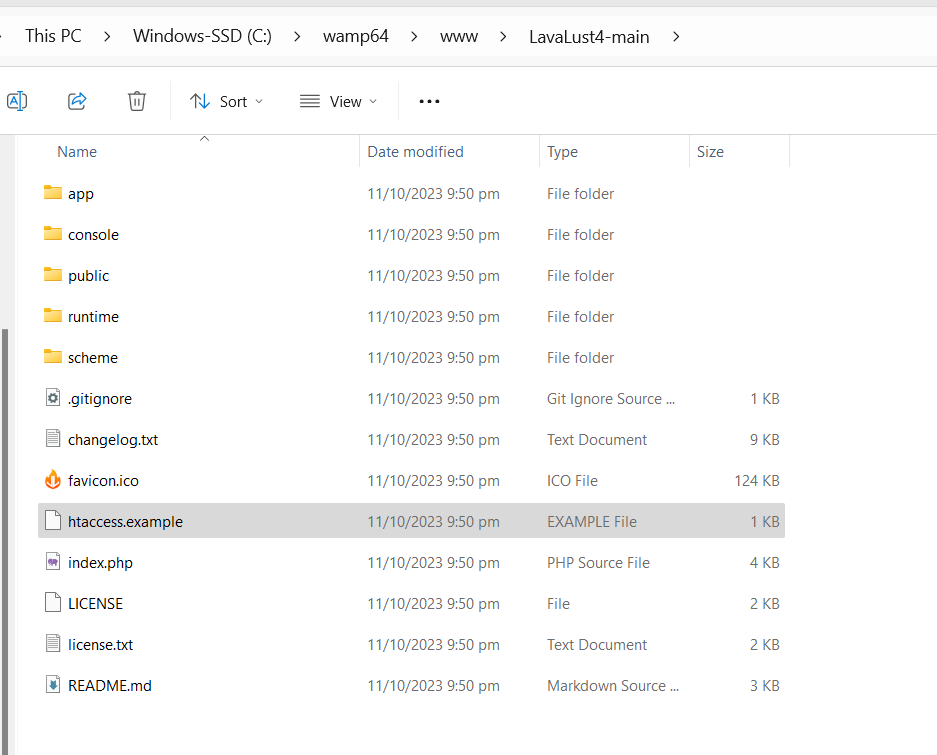 This PC > Windows-SSD (C:) > wamp64 > www > LavaLust4-main >
Sort View
Name Date modified Type Size
app 11/10/2023 9:50 pm File folder
console 11/10/2023 9:50 pm File folder
public 11/10/2023 9:50 pm File folder
runtime 11/10/2023 9:50 pm File folder
scheme 11/10/2023 9:50 pm File folder
.gitignore 11/10/2023 9:50 pm Git Ignore Source ... 1 KB
changelog.txt 11/10/2023 9:50 pm Text Document 9 KB
favicon.ico 11/10/2023 9:50 pm ICO File 124 KB
htaccess.example 11/10/2023 9:50 pm EXAMPLE File 1 KB
index.php 11/10/2023 9:50 pm PHP Source File 4 KB
LICENSE 11/10/2023 9:50 pm File 2 KB
license.txt 11/10/2023 9:50 pm Text Document 2 KB
README.md 11/10/2023 9:50 pm Markdown Source ... 3 KB